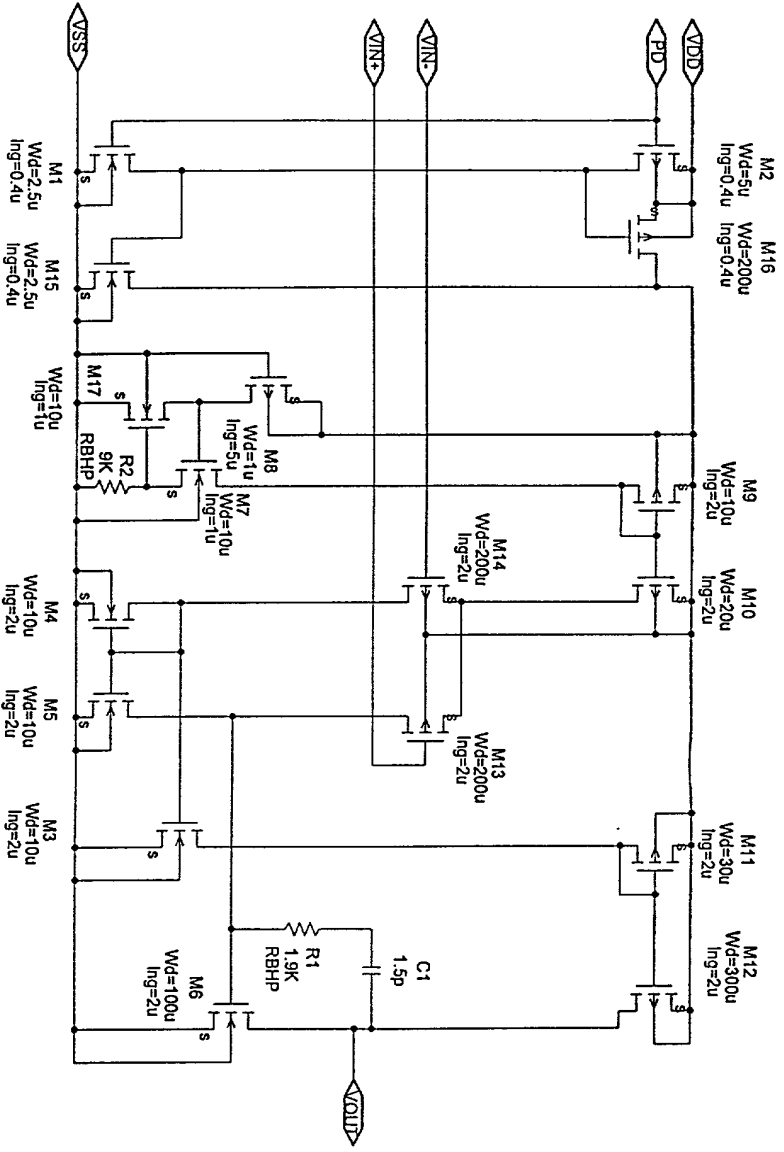 VSS
VIN+
VIN-
PD
VDD
M1
Wd=2.5u
lng=0.4u
M2
Wd=5u
lng=0.4u
S
S
M15
Wd=2.5u
lng=0.4u
M16
Wd=200u
lng=0.4u
S
S
M17
Wd=10u
lng=1u
S
M8
Wd=1u
lng=5u
S
R2
9K
RBHP
M7
Wd=10u
lng=1u
S
M9
Wd=10u
lng=2u
S
M4
Wd=10u
lng=2u
S
M14
Wd=200u
lng=2u
S
M10
Wd=20u
lng=2u
S
M5
Wd=10u
lng=2u
S
M13
Wd=200u
lng=2u
S
M3
Wd=10u
lng=2u
S
M11
Wd=30u
lng=2u
S
R1
1.9K
RBHP
C1
1.5p
M6
Wd=100u
lng=2u
S
M12
Wd=300u
lng=2u
S
VOUT